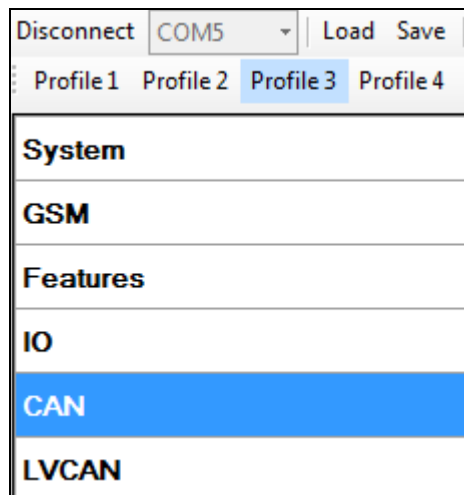 Disconnect COM5 Load Save
Profile 1 Profile 2 Profile 3 Profile 4
System
GSM
Features
IO
CAN
LVCAN